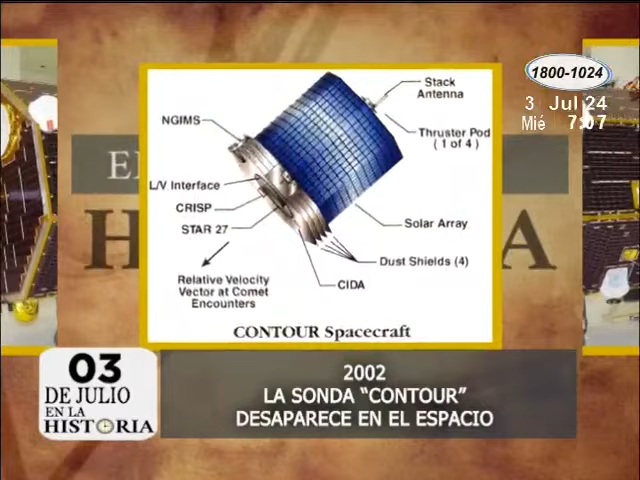 1800-1024
3 Jul 24
Mié 7:07
Stack
Antenna
NGIMS
Thruster Pod
( 1 of 4 )
L/V Interface
CRISP
STAR 27
Solar Array
Dust Shields (4)
CIDA
Relative Velocity
Vector at Comet
Encounters
CONTOUR Spacecraft
03
DE JULIO
EN LA
HISTORIA
2002
LA SONDA “CONTOUR”
DESAPARECE EN EL ESPACIO